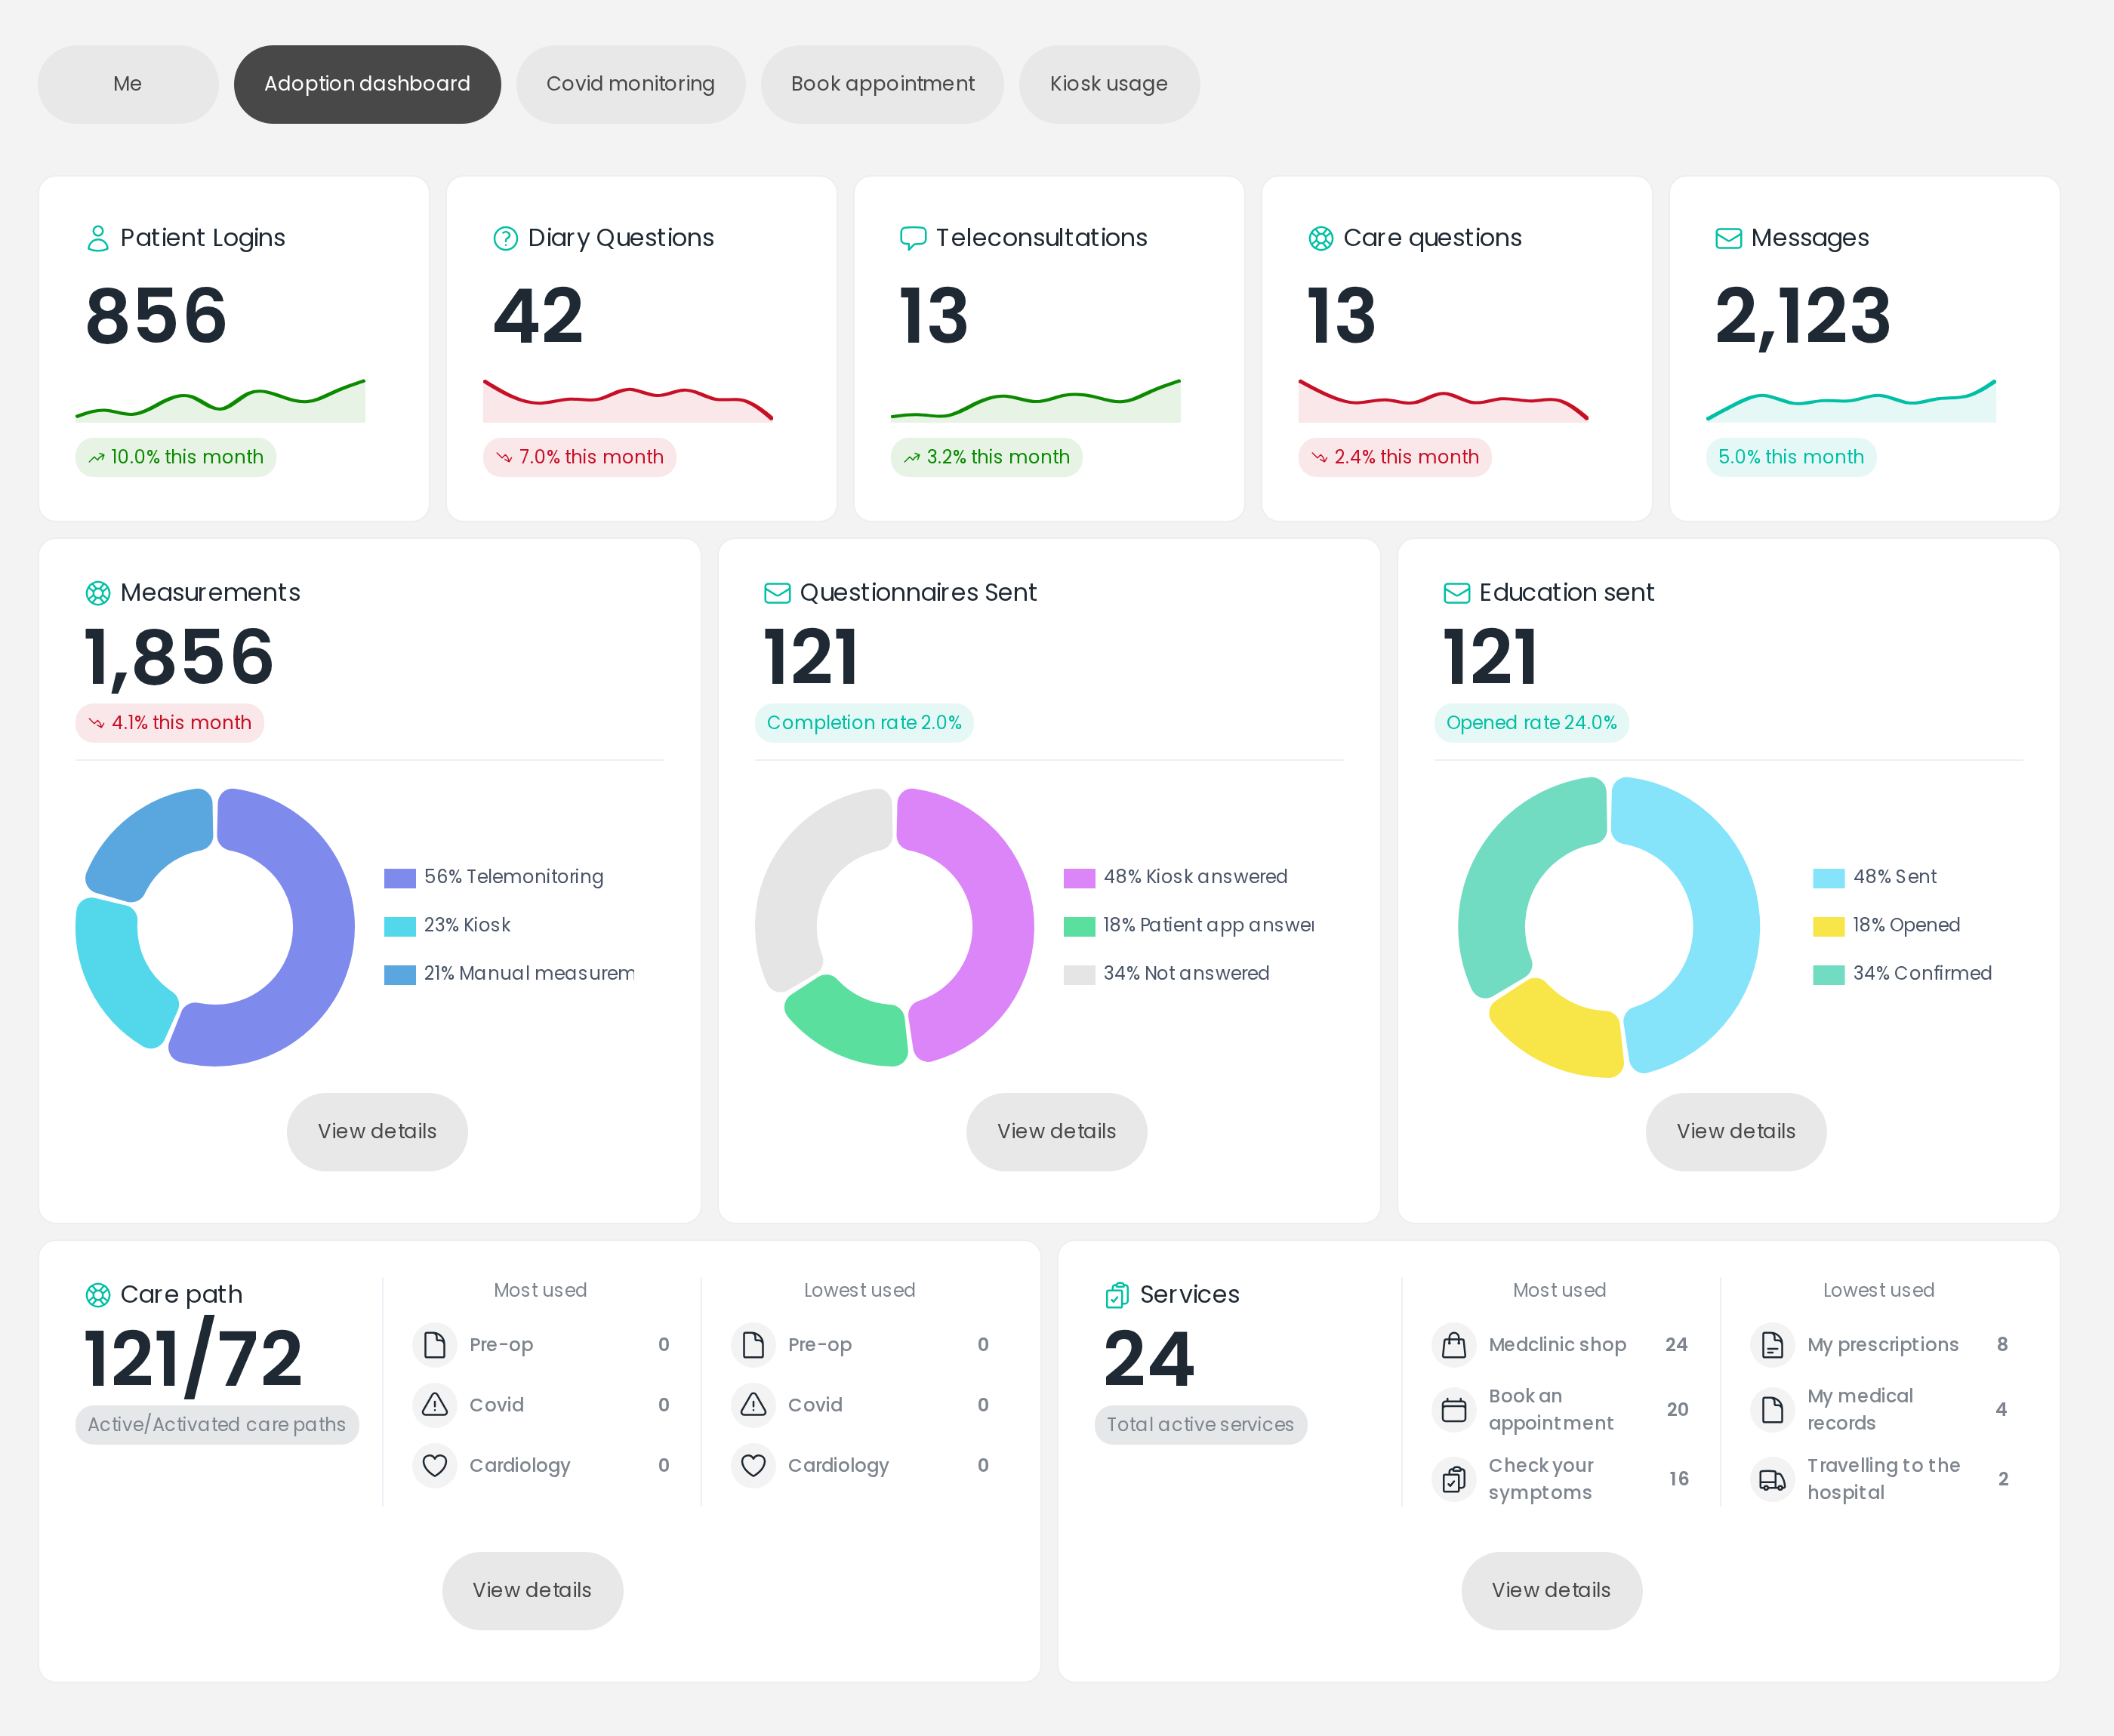 Me
Adoption dashboard
Covid monitoring
Book appointment
Kiosk usage
Patient Logins
856
10.0% this month
Diary Questions
42
7.0% this month
Teleconsultations
13
3.2% this month
Care questions
13
2.4% this month
Messages
2,123
5.0% this month
Measurements
1,856
4.1% this month
56% Telemonitoring
23% Kiosk
21% Manual measurem
View details
Questionnaires Sent
121
Completion rate 2.0%
48% Kiosk answered
18% Patient app answer
34% Not answered
View details
Education sent
121
Opened rate 24.0%
48% Sent
18% Opened
34% Confirmed
View details
Care path
121/72
Active/Activated care paths
Most used
Pre-op 0
Covid 0
Cardiology 0
Lowest used
Pre-op 0
Covid 0
Cardiology 0
View details
Services
24
Total active services
Most used
Medclinic shop 24
Book an
appointment 20
Check your
symptoms 16
Lowest used
My prescriptions 8
My medical
records 4
Travelling to the
hospital 2
View details